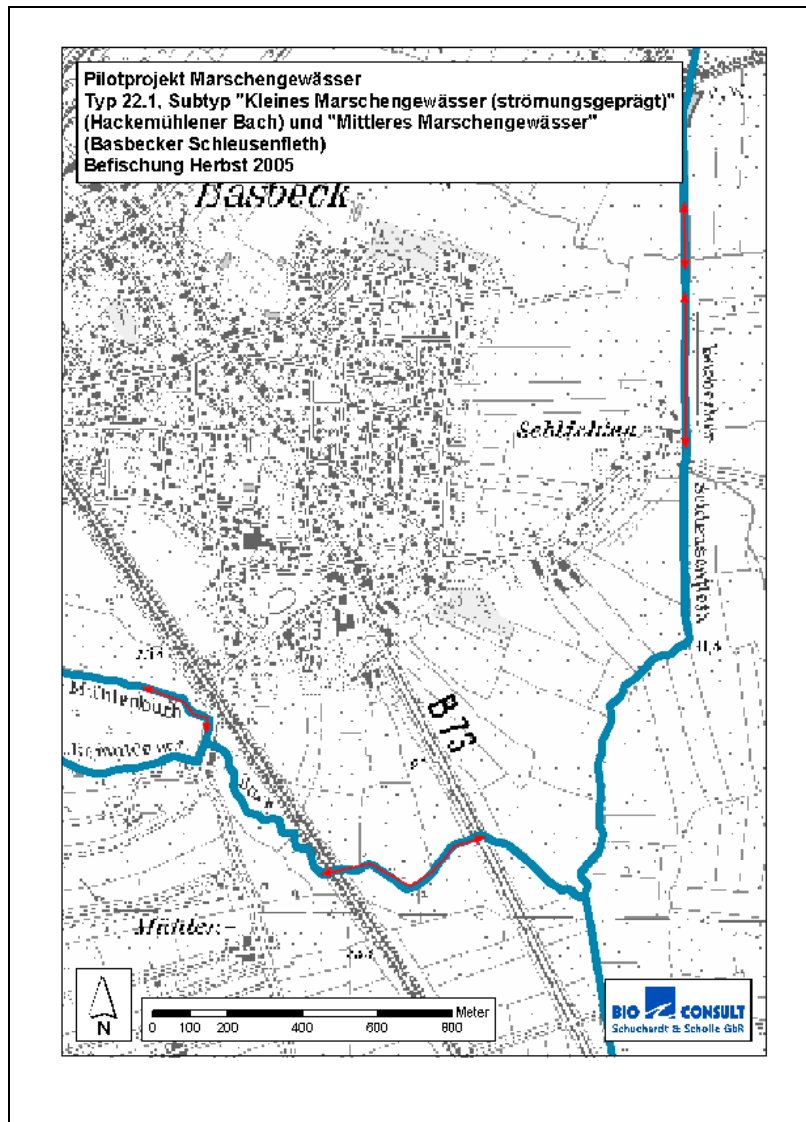 Pilotprojekt Marschengewässer
Typ 22.1, Subtyp "Kleines Marschengewässer (strömungsgeprägt)"
(Hackemühlener Bach) und "Mittleres Marschengewässer"
(Basbecker Schleusenfleth)
Befischung Herbst 2005
Basbeck
Schleusenfleth
Mühlenbach
B 73
N
Meter
0 100 200 400 600 800
BIO CONSULT
Schuchardt & Scholle GbR